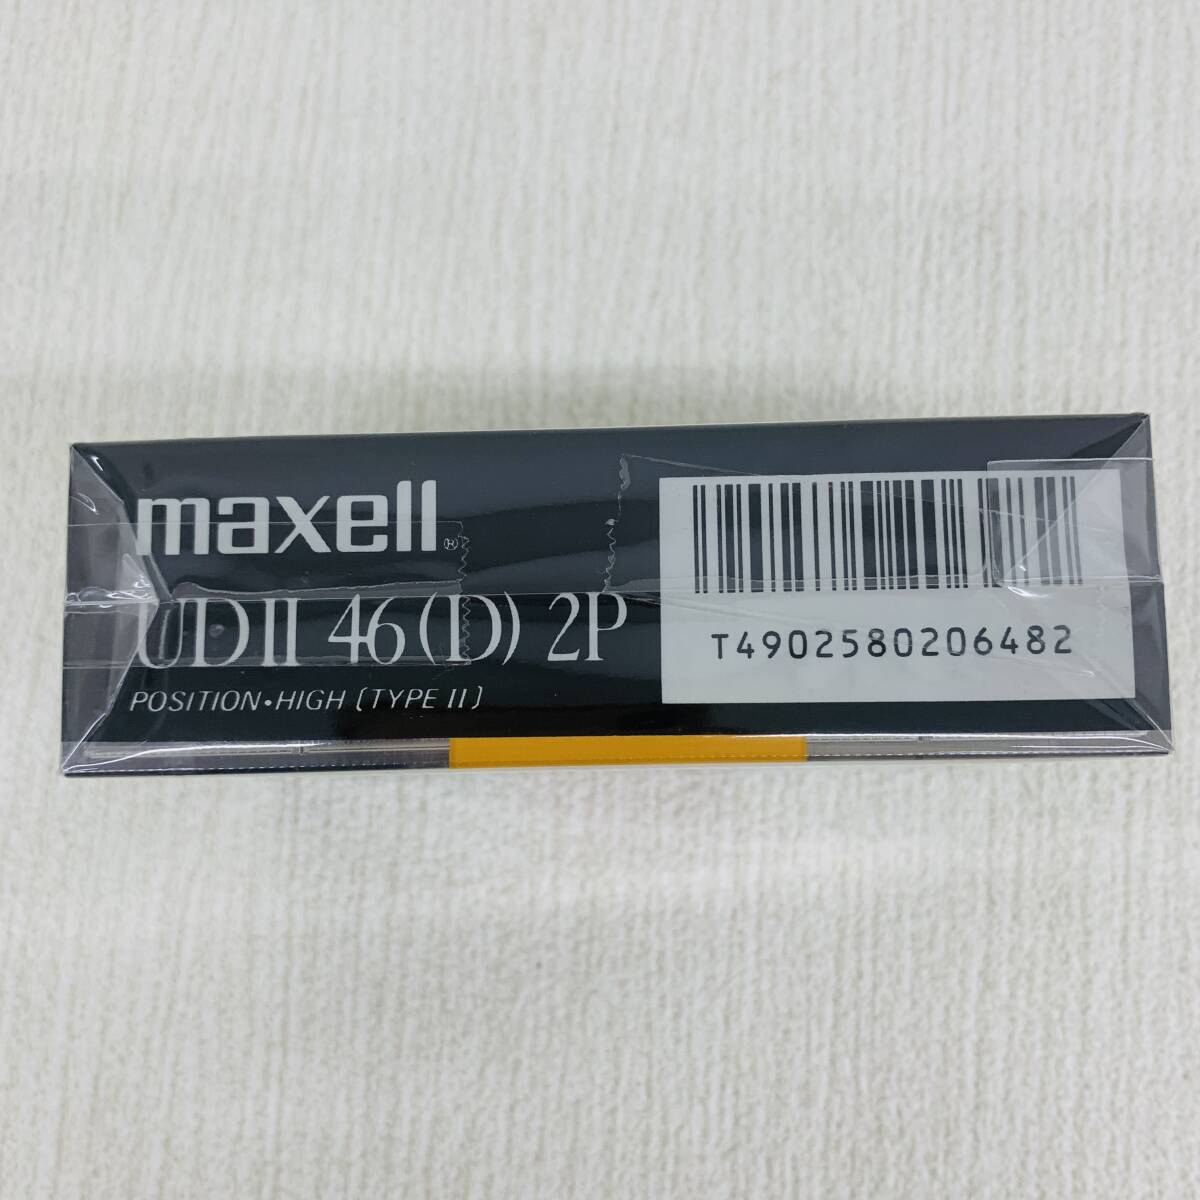 maxell®
UDII 46(D) 2P
POSITION•HIGH [TYPE II]
T4902580206482